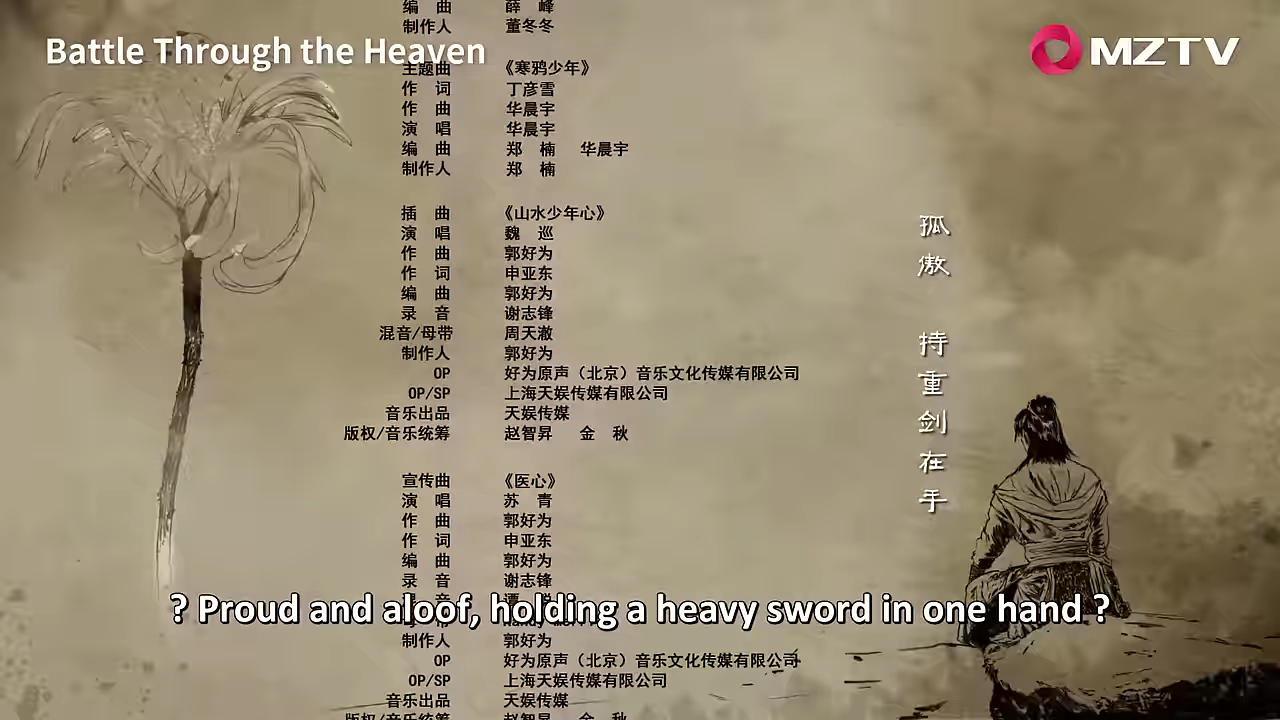 编 曲 薛 峰
制作人 董冬冬
Battle Through the Heaven
MZTV
主题曲 《寒鸦少年》
作 词 丁彦雪
作 曲 华晨宇
演 唱 华晨宇
编 曲 郑 楠 华晨宇
制作人 郑 楠
插 曲 《山水少年心》
演 唱 魏 巡
作 曲 郭好为
作 词 申亚东
编 曲 郭好为
录 音 谢志锋
混音/母带 周天澈
制作人 郭好为
OP 好为原声（北京）音乐文化传媒有限公司
OP/SP 上海天娱传媒有限公司
音乐出品 天娱传媒
版权/音乐统筹 赵智昇 金 秋
孤傲 持重剑在手
宣传曲 《医心》
演 唱 苏 青
作 曲 郭好为
作 词 申亚东
编 曲 郭好为
录 音 谢志锋
? Proud and aloof, holding a heavy sword in one hand ?
制作人 郭好为
OP 好为原声（北京）音乐文化传媒有限公司
OP/SP 上海天娱传媒有限公司
音乐出品 天娱传媒
版权/音乐统筹 赵智昇 金 秋